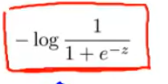 -log 1/(1 + e^{-z})